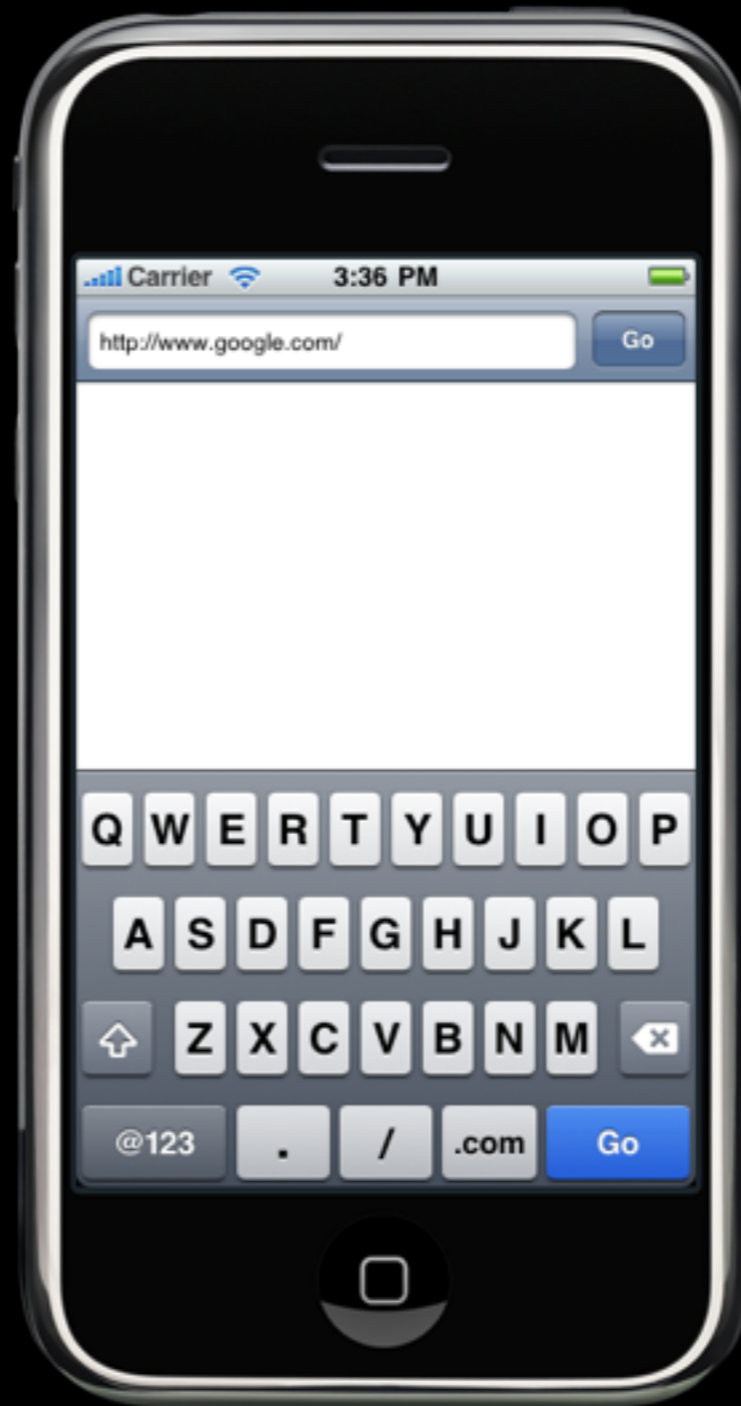 Carrier 3:36 PM
http://www.google.com/ Go
Q W E R T Y U I O P
A S D F G H J K L
Z X C V B N M
@123 . / .com Go